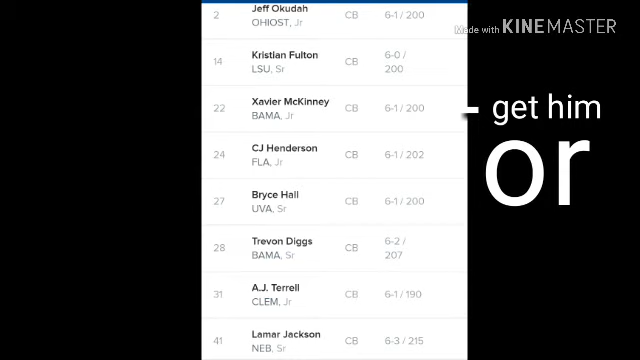 2 Jeff Okudah CB 6-1 / 200
OHIOST, Jr
Made with KINEMASTER
14 Kristian Fulton CB 6-0 /
LSU, Sr 200
22 Xavier McKinney CB 6-1 / 200
BAMA, Jr
- get him
or
24 CJ Henderson CB 6-1 / 202
FLA, Jr
27 Bryce Hall CB 6-1 / 200
UVA, Sr
28 Trevon Diggs CB 6-2 /
BAMA, Sr 207
31 A.J. Terrell CB 6-1 / 190
CLEM, Jr
41 Lamar Jackson CB 6-3 / 215
NEB, Sr